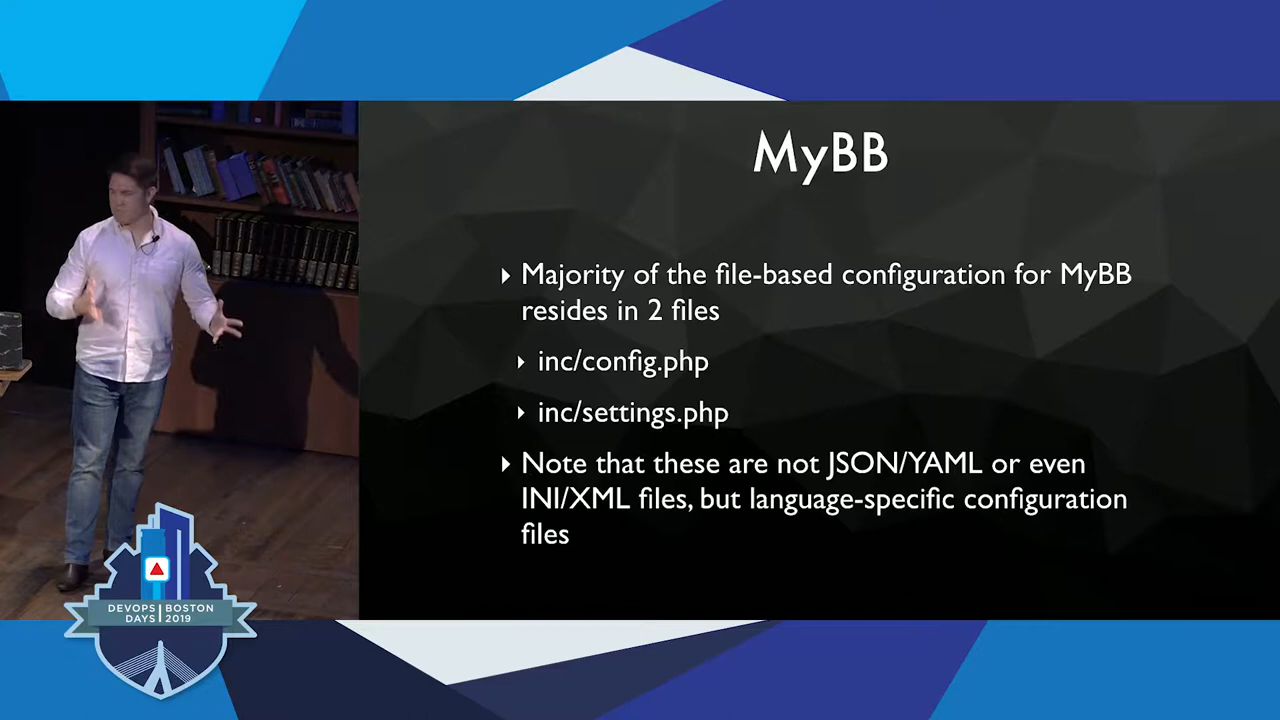 MyBB
Majority of the file-based configuration for MyBB
resides in 2 files
inc/config.php
inc/settings.php
Note that these are not JSON/YAML or even
INI/XML files, but language-specific configuration
files
DEVOPS BOSTON
DAYS 2019